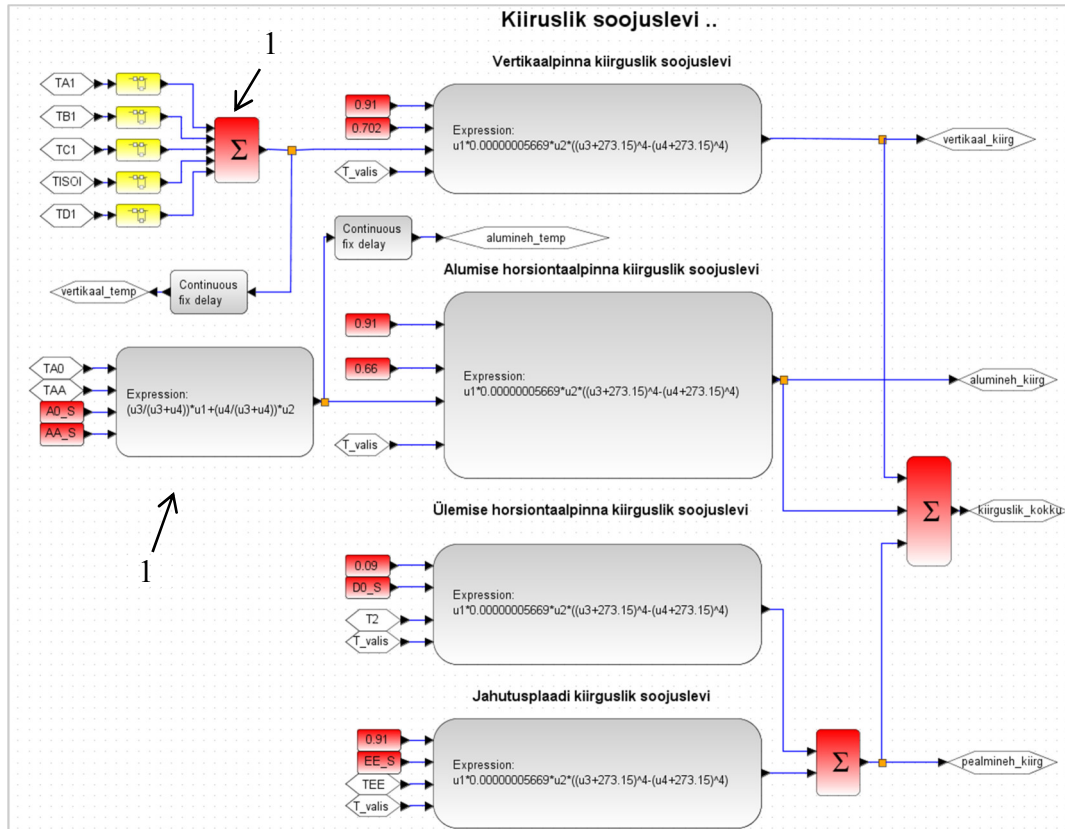 Kiiruslik soojuslevi ..
1
Vertikaalpinna kiirguslik soojuslevi
TA1
TB1
TC1
TISOI
TD1
Σ
0.91
0.702
T_valis
Expression:
u1*0.00000005669*u2*((u3+273.15)^4-(u4+273.15)^4)
vertikaal_kiirg
Continuous
fix delay
alumineh_temp
vertikaal_temp
Continuous
fix delay
Alumise horsiontaalpinna kiirguslik soojuslevi
TA0
TAA
A0_S
AA_S
Expression:
(u3/(u3+u4))*u1+(u4/(u3+u4))*u2
0.91
0.66
T_valis
Expression:
u1*0.00000005669*u2*((u3+273.15)^4-(u4+273.15)^4)
alumineh_kiirg
1
Σ
kiirguslik_kokku
Ülemise horsiontaalpinna kiirguslik soojuslevi
0.09
D0_S
T2
T_valis
Expression:
u1*0.00000005669*u2*((u3+273.15)^4-(u4+273.15)^4)
Jahutusplaadi kiirguslik soojuslevi
0.91
EE_S
TEE
T_valis
Expression:
u1*0.00000005669*u2*((u3+273.15)^4-(u4+273.15)^4)
Σ
pealmineh_kiirg